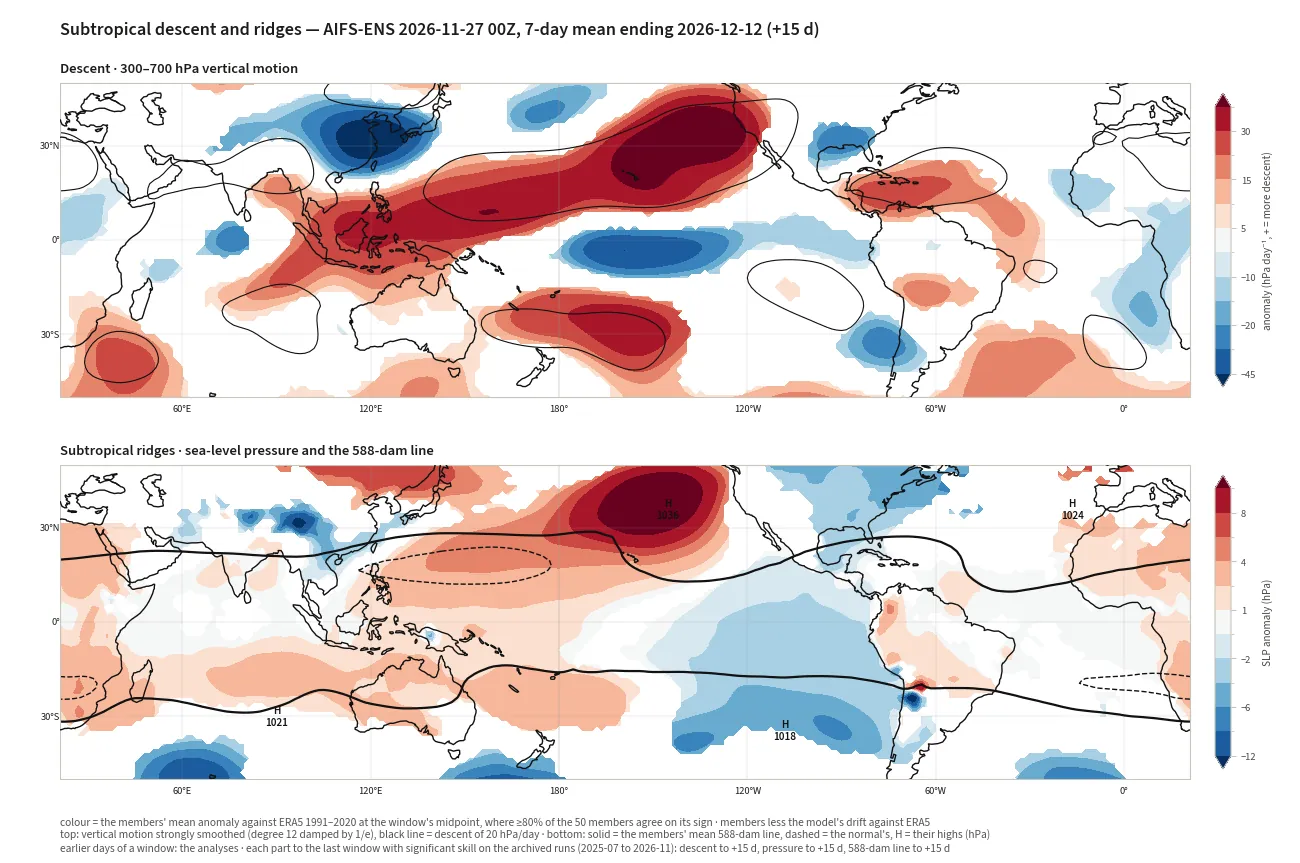 Subtropical descent and ridges — AIFS-ENS 2026-11-27 00Z, 7-day mean ending 2026-12-12 (+15 d)
Descent · 300–700 hPa vertical motion
30°N
0°
30°S
60°E
120°E
180°
120°W
60°W
0°
30
15
5
−10
−20
−45
anomaly (hPa day⁻¹, + = more descent)
Subtropical ridges · sea-level pressure and the 588-dam line
30°N
0°
30°S
H
1036
H
1024
H
1021
H
1018
60°E
120°E
180°
120°W
60°W
0°
8
4
1
−2
−6
−12
SLP anomaly (hPa)
colour = the members' mean anomaly against ERA5 1991–2020 at the window's midpoint, where ≥80% of the 50 members agree on its sign · members less the model's drift against ERA5
top: vertical motion strongly smoothed (degree 12 damped by 1/e), black line = descent of 20 hPa/day · bottom: solid = the members' mean 588-dam line, dashed = the normal's, H = their highs (hPa)
earlier days of a window: the analyses · each part to the last window with significant skill on the archived runs (2025-07 to 2026-11): descent to +15 d, pressure to +15 d, 588-dam line to +15 d